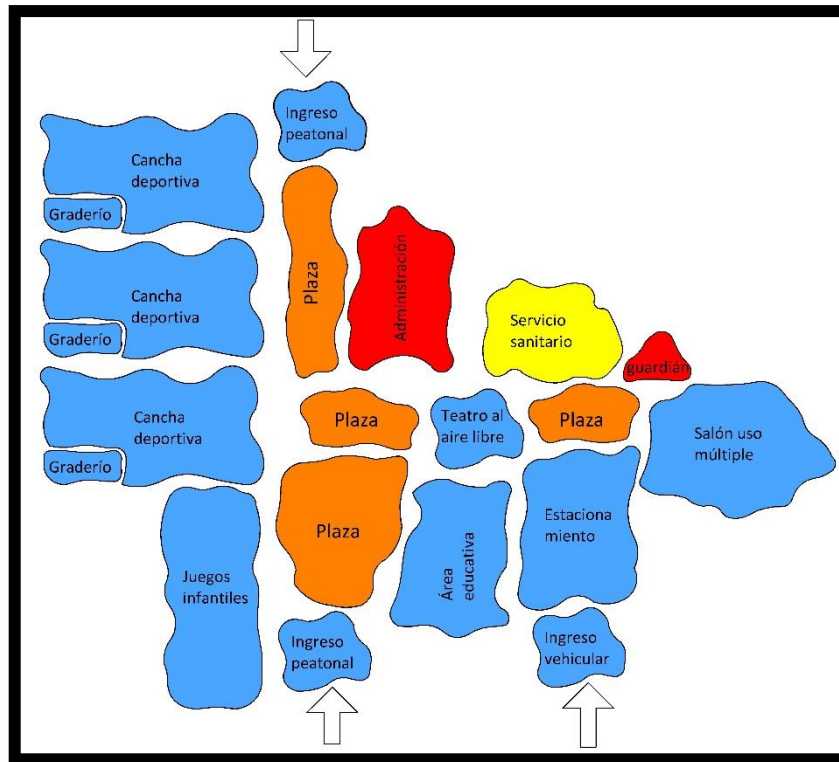 Ingreso
peatonal
Cancha
deportiva
Graderío
Plaza
Administración
Cancha
deportiva
Graderío
Servicio
sanitario
guardián
Cancha
deportiva
Graderío
Plaza
Teatro al
aire libre
Plaza
Salón uso
múltiple
Plaza
Área
educativa
Estaciona
miento
Juegos
infantiles
Ingreso
peatonal
Ingreso
vehicular